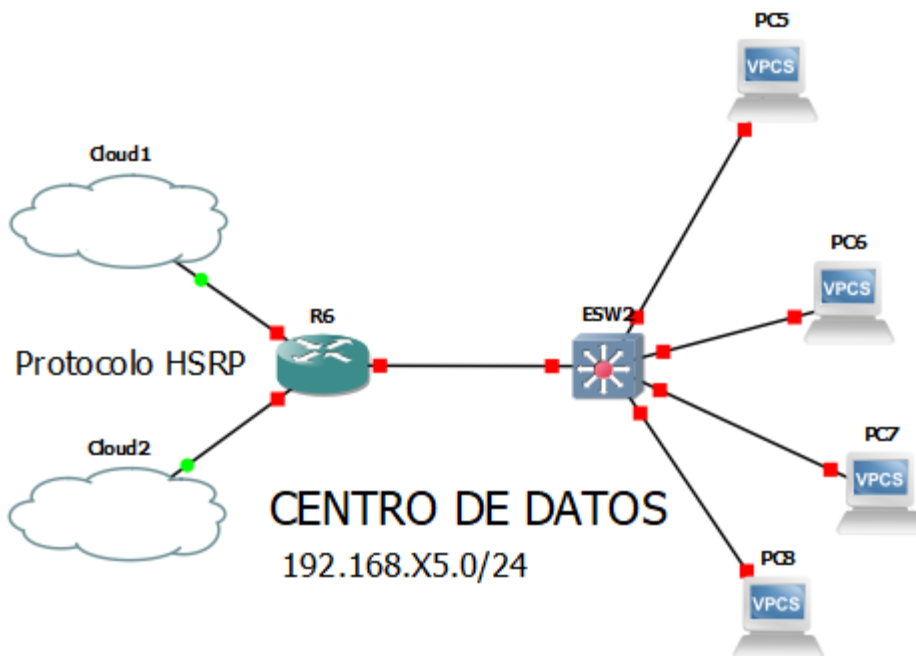 PC5
VPCS
Cloud1
PC6
VPCS
R6
ESW2
Protocolo HSRP
Cloud2
PC7
VPCS
CENTRO DE DATOS
192.168.X5.0/24
PC8
VPCS